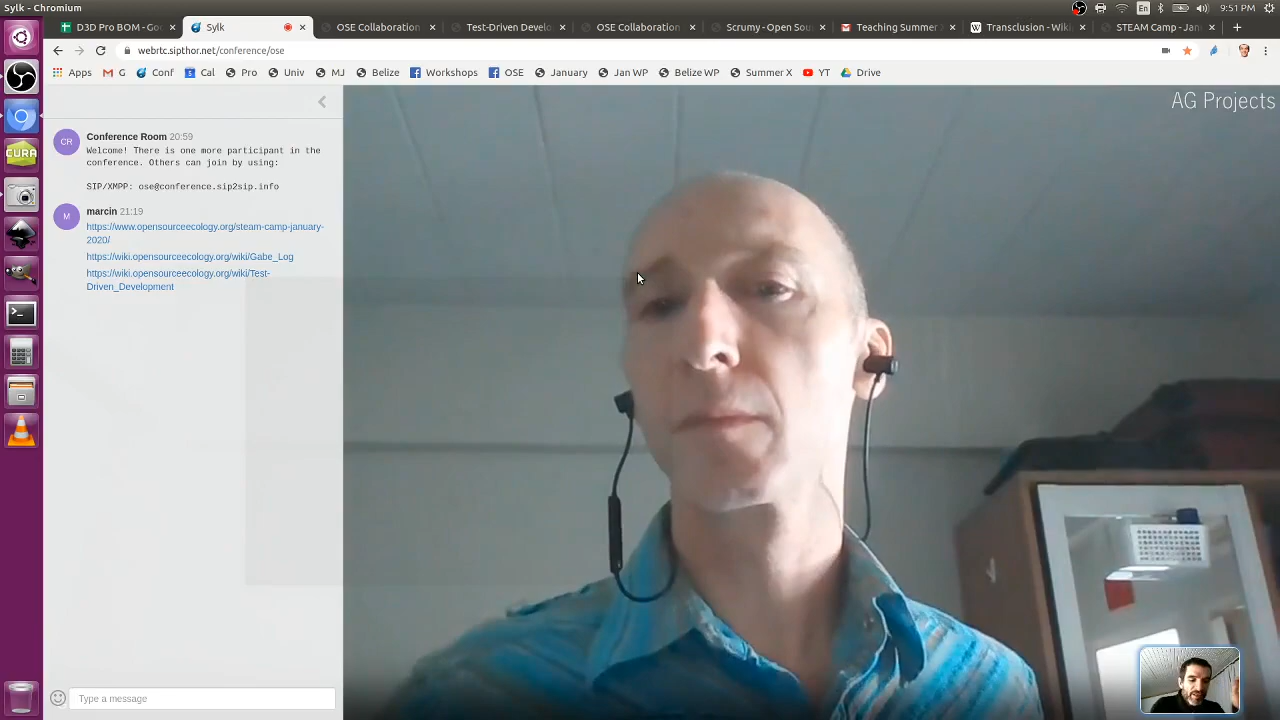 Sylk - Chromium
En
9:51 PM
D3D Pro BOM - Goo
Sylk
OSE Collaboration
Test-Driven Develo
OSE Collaboration
Scrumy - Open Sou
Teaching Summer
Transclusion - Wiki
STEAM Camp - Jan
webrtc.sipthor.net/conference/ose
Apps
G
Conf
Cal
Pro
Univ
MJ
Belize
Workshops
OSE
January
Jan WP
Belize WP
Summer X
YT
Drive
AG Projects
CR
Conference Room 20:59
Welcome! There is one more participant in the
conference. Others can join by using:
SIP/XMPP: ose@conference.sip2sip.info
M
marcin 21:19
https://www.opensourceecology.org/steam-camp-january-
2020/
https://wiki.opensourceecology.org/wiki/Gabe_Log
https://wiki.opensourceecology.org/wiki/Test-
Driven_Development
CURA
Type a message